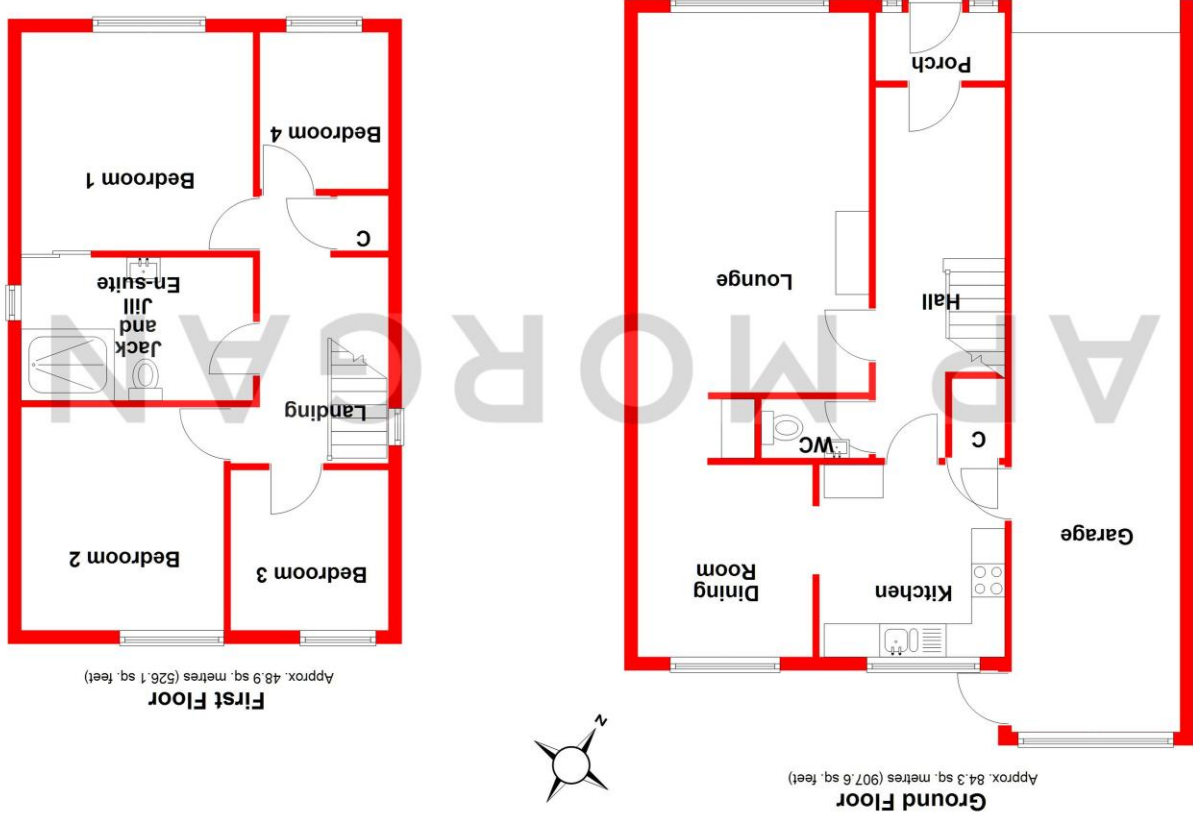 Ground Floor
Approx. 84.3 sq. metres (907.6 sq. feet)
N
First Floor
Approx. 48.9 sq. metres (526.1 sq. feet)
Garage
Kitchen
Dining
Room
C
WC
Hall
Lounge
Porch
Bedroom 3
Bedroom 2
Landing
Jack
and
Jill
En-suite
C
Bedroom 4
Bedroom 1
AP MORGAN